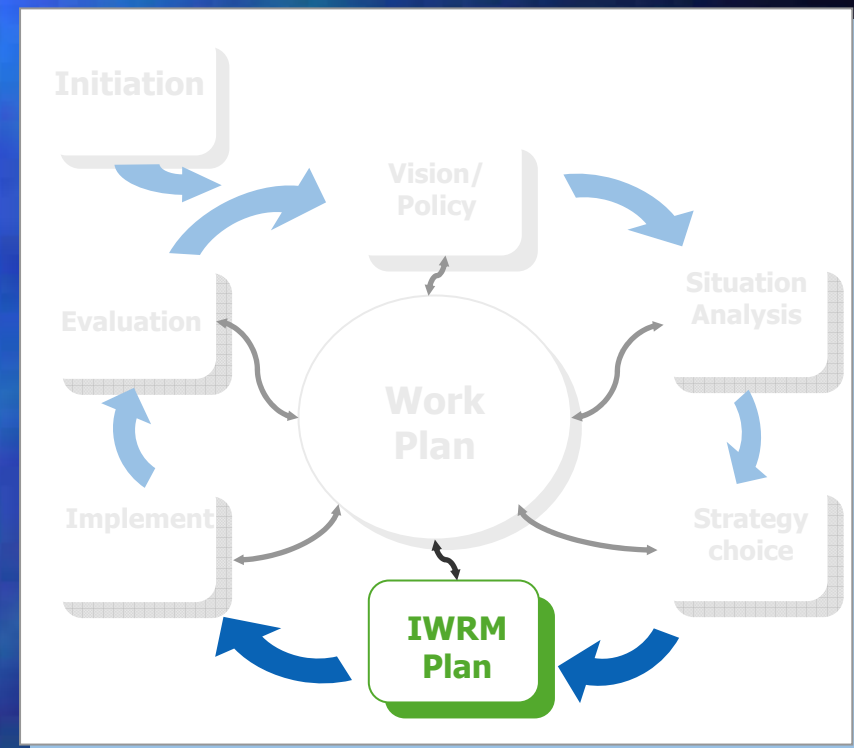 Initiation
Vision/
Policy
Situation
Analysis
Evaluation
Work
Plan
Implement
Strategy
choice
IWRM
Plan